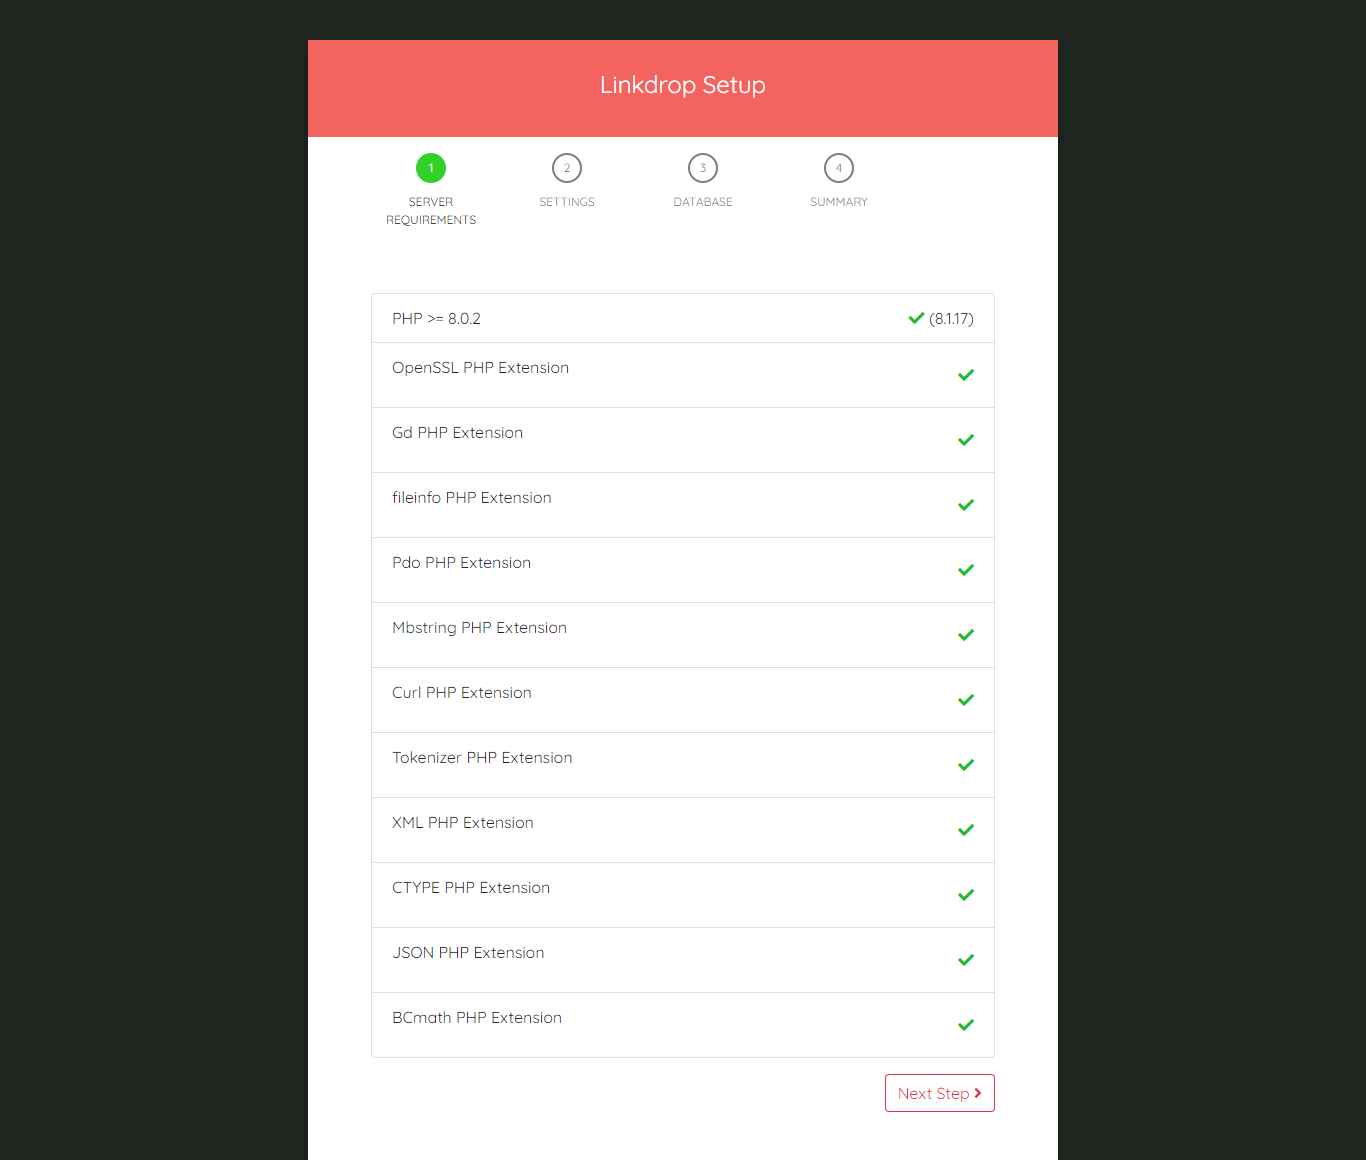 Linkdrop Setup
1
2
3
4
SERVER
REQUIREMENTS
SETTINGS
DATABASE
SUMMARY
PHP >= 8.0.2
(8.1.17)
OpenSSL PHP Extension
Gd PHP Extension
fileinfo PHP Extension
Pdo PHP Extension
Mbstring PHP Extension
Curl PHP Extension
Tokenizer PHP Extension
XML PHP Extension
CTYPE PHP Extension
JSON PHP Extension
BCmath PHP Extension
Next Step